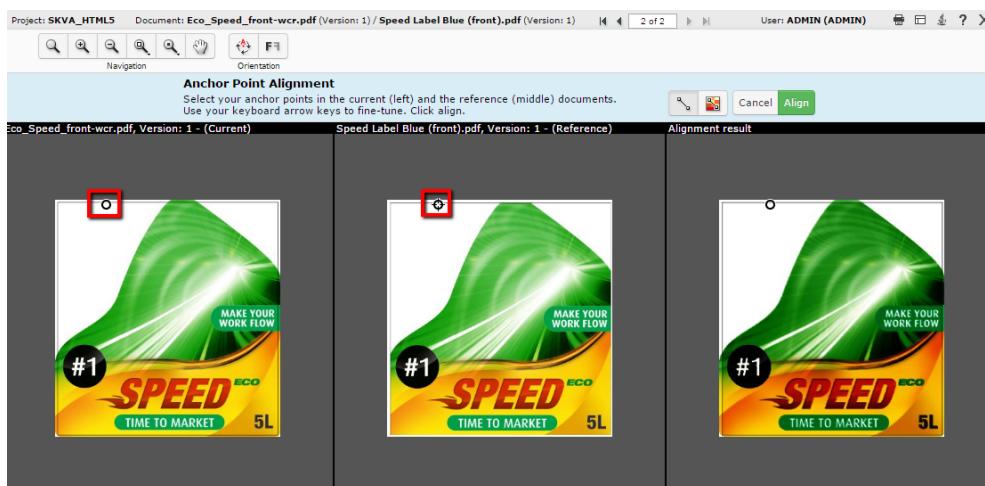 Project: SKVA_HTML5 Document: Eco_Speed_front-wcr.pdf (Version: 1) / Speed Label Blue (front).pdf (Version: 1) 2 of 2 User: ADMIN (ADMIN) ?
F
Navigation Orientation
Anchor Point Alignment
Select your anchor points in the current (left) and the reference (middle) documents.
Use your keyboard arrow keys to fine-tune. Click align.
Cancel Align
Eco_Speed_front-wcr.pdf, Version: 1 - (Current) Speed Label Blue (front).pdf, Version: 1 - (Reference) Alignment result
MAKE YOUR
WORK FLOW
#1
SPEED ECO
TIME TO MARKET 5L
MAKE YOUR
WORK FLOW
#1
SPEED ECO
TIME TO MARKET 5L
MAKE YOUR
WORK FLOW
#1
SPEED ECO
TIME TO MARKET 5L